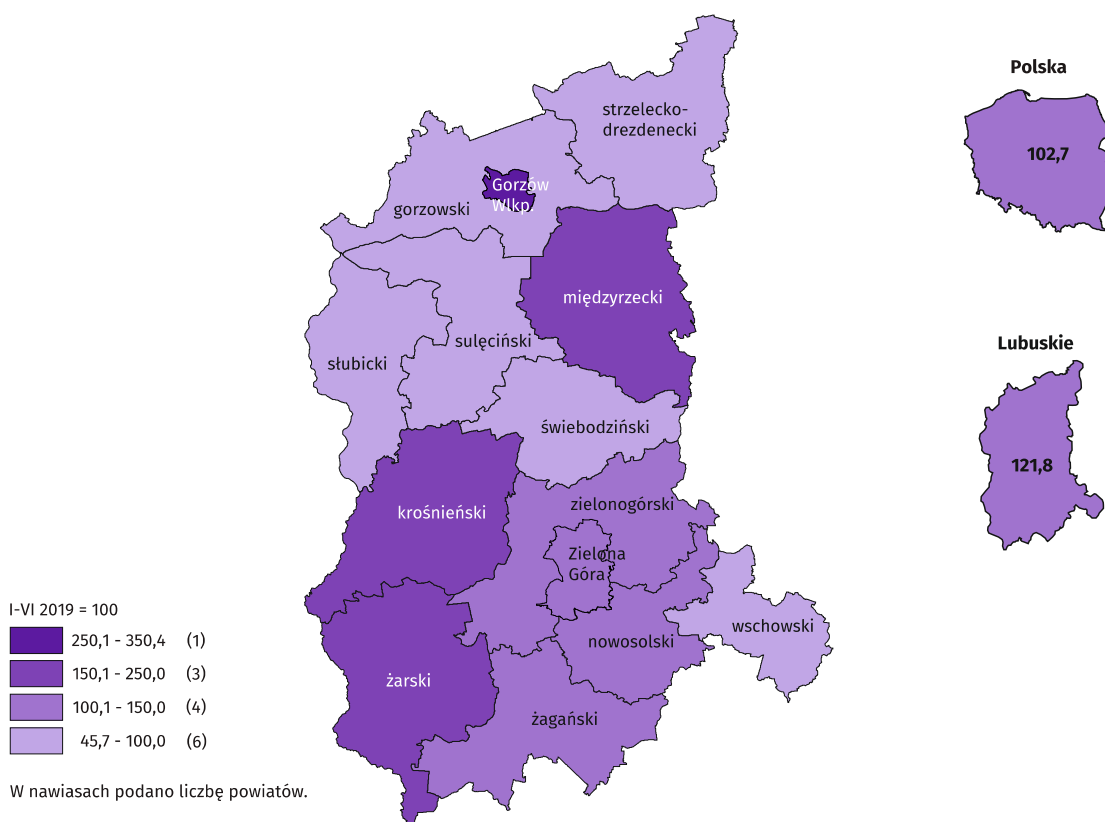 Polska
102,7
Lubuskie
121,8
strzelecko-
drezdenecki
Gorzów
Wlkp.
gorzowski
międzyrzecki
sulęciński
słubicki
świebodziński
zielonogórski
krośnieński
Zielona
Góra
wschowski
nowosolski
żarski
żagański
I-VI 2019 = 100
250,1 - 350,4 (1)
150,1 - 250,0 (3)
100,1 - 150,0 (4)
45,7 - 100,0 (6)
W nawiasach podano liczbę powiatów.